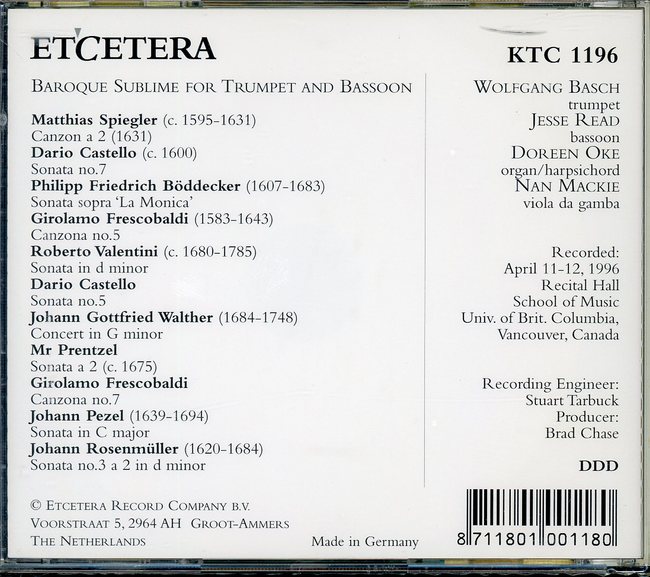 ET'CETERA
KTC 1196
BAROQUE SUBLIME FOR TRUMPET AND BASSOON
Matthias Spiegler (c. 1595-1631)
Canzon a 2 (1631)
Dario Castello (c. 1600)
Sonata no.7
Philipp Friedrich Böddecker (1607-1683)
Sonata sopra 'La Monica'
Girolamo Frescobaldi (1583-1643)
Canzona no.5
Roberto Valentini (c. 1680-1785)
Sonata in d minor
Dario Castello
Sonata no.5
Johann Gottfried Walther (1684-1748)
Concert in G minor
Mr Prentzel
Sonata a 2 (c. 1675)
Girolamo Frescobaldi
Canzona no.7
Johann Pezel (1639-1694)
Sonata in C major
Johann Rosenmüller (1620-1684)
Sonata no.3 a 2 in d minor
WOLFGANG BASCH
trumpet
JESSE READ
bassoon
DOREEN OKE
organ/harpsichord
NAN MACKIE
viola da gamba
Recorded:
April 11-12, 1996
Recital Hall
School of Music
Univ. of Brit. Columbia,
Vancouver, Canada
Recording Engineer:
Stuart Tarbuck
Producer:
Brad Chase
DDD
© ETCETERA RECORD COMPANY B.V.
VOORSTRAAT 5, 2964 AH GROOT-AMMERS
THE NETHERLANDS
Made in Germany
8 711801 001180